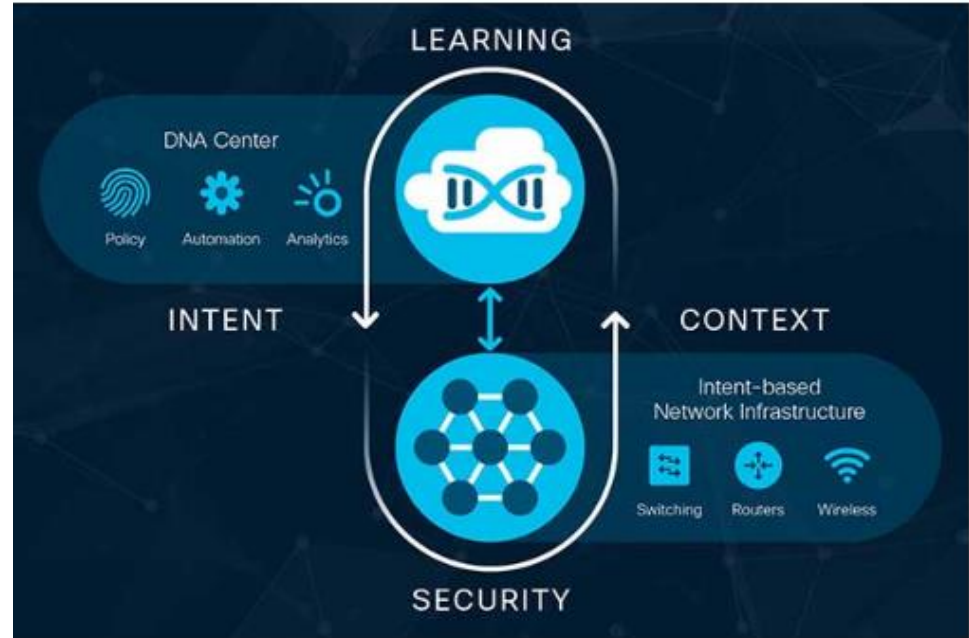 LEARNING
DNA Center
Policy Automation Analytics
INTENT
CONTEXT
Intent-based
Network Infrastructure
Switching Routers Wireless
SECURITY